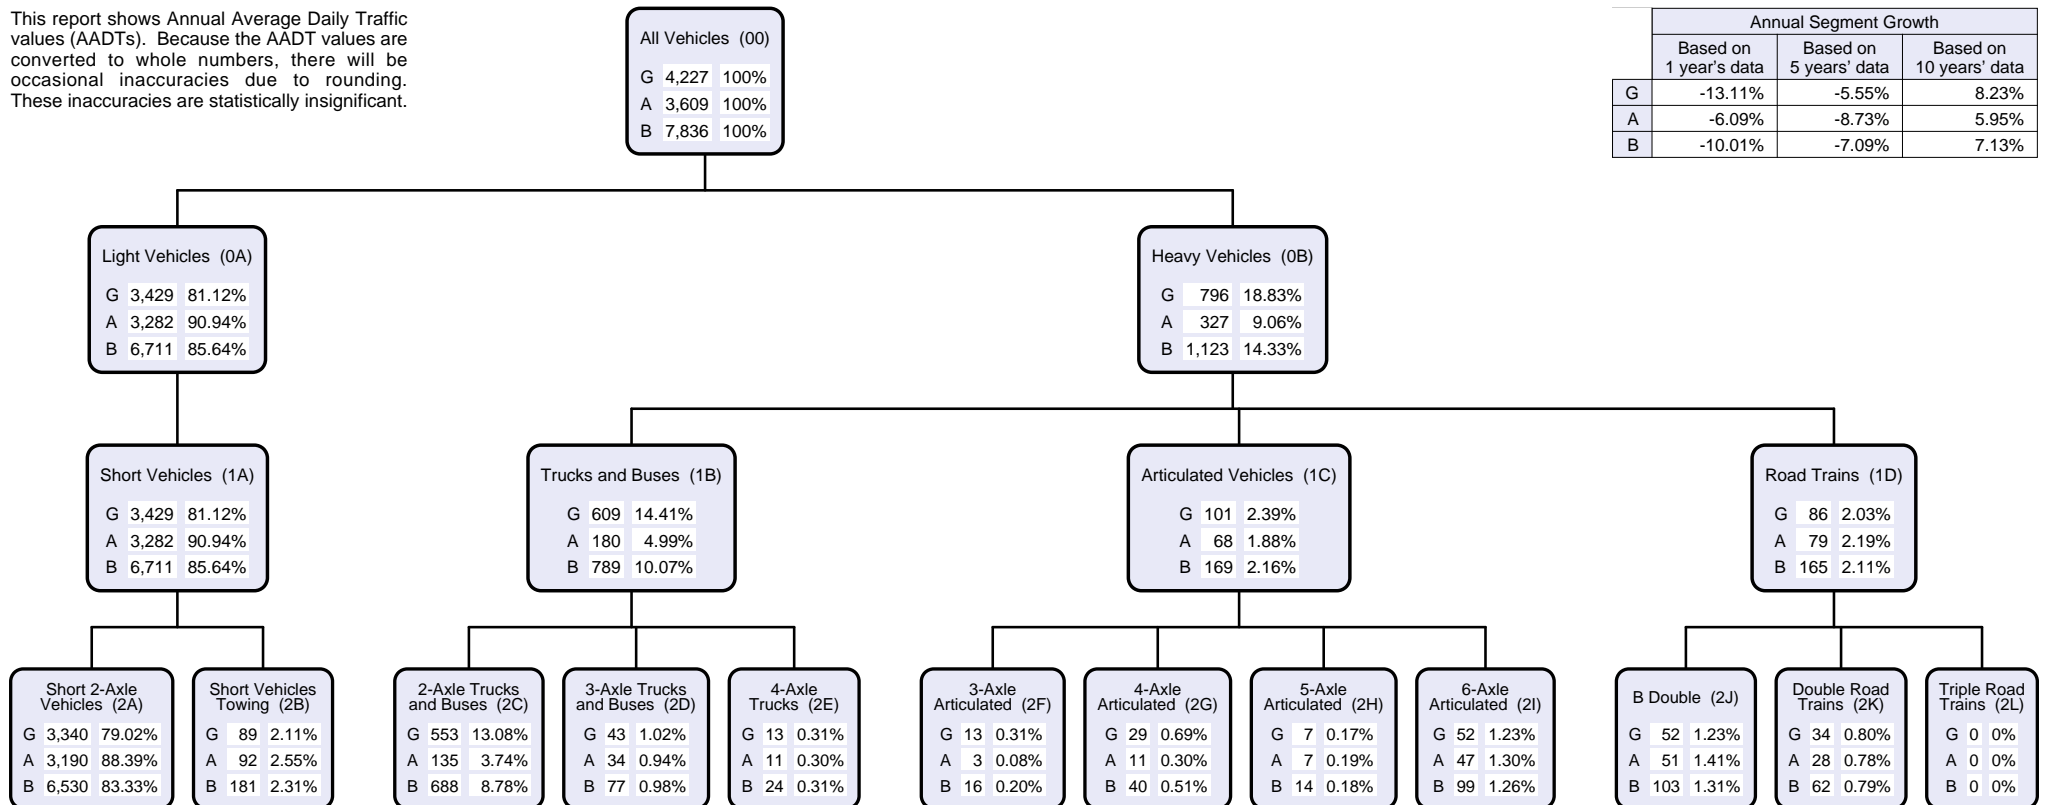 This report shows Annual Average Daily Traffic
values (AADTs). Because the AADT values are
converted to whole numbers, there will be
occasional inaccuracies due to rounding.
These inaccuracies are statistically insignificant.
All Vehicles (00)
G 4,227 100%
A 3,609 100%
B 7,836 100%
Annual Segment Growth
Based on 1 year's data Based on 5 years' data Based on 10 years' data
G -13.11% -5.55% 8.23%
A -6.09% -8.73% 5.95%
B -10.01% -7.09% 7.13%
Light Vehicles (0A)
G 3,429 81.12%
A 3,282 90.94%
B 6,711 85.64%
Heavy Vehicles (0B)
G 796 18.83%
A 327 9.06%
B 1,123 14.33%
Short Vehicles (1A)
G 3,429 81.12%
A 3,282 90.94%
B 6,711 85.64%
Trucks and Buses (1B)
G 609 14.41%
A 180 4.99%
B 789 10.07%
Articulated Vehicles (1C)
G 101 2.39%
A 68 1.88%
B 169 2.16%
Road Trains (1D)
G 86 2.03%
A 79 2.19%
B 165 2.11%
Short 2-Axle
Vehicles (2A)
G 3,340 79.02%
A 3,190 88.39%
B 6,530 83.33%
Short Vehicles
Towing (2B)
G 89 2.11%
A 92 2.55%
B 181 2.31%
2-Axle Trucks
and Buses (2C)
G 553 13.08%
A 135 3.74%
B 688 8.78%
3-Axle Trucks
and Buses (2D)
G 43 1.02%
A 34 0.94%
B 77 0.98%
4-Axle
Trucks (2E)
G 13 0.31%
A 11 0.30%
B 24 0.31%
3-Axle
Articulated (2F)
G 13 0.31%
A 3 0.08%
B 16 0.20%
4-Axle
Articulated (2G)
G 29 0.69%
A 11 0.30%
B 40 0.51%
5-Axle
Articulated (2H)
G 7 0.17%
A 7 0.19%
B 14 0.18%
6-Axle
Articulated (2I)
G 52 1.23%
A 47 1.30%
B 99 1.26%
B Double (2J)
G 52 1.23%
A 51 1.41%
B 103 1.31%
Double Road
Trains (2K)
G 34 0.80%
A 28 0.78%
B 62 0.79%
Triple Road
Trains (2L)
G 0 0%
A 0 0%
B 0 0%